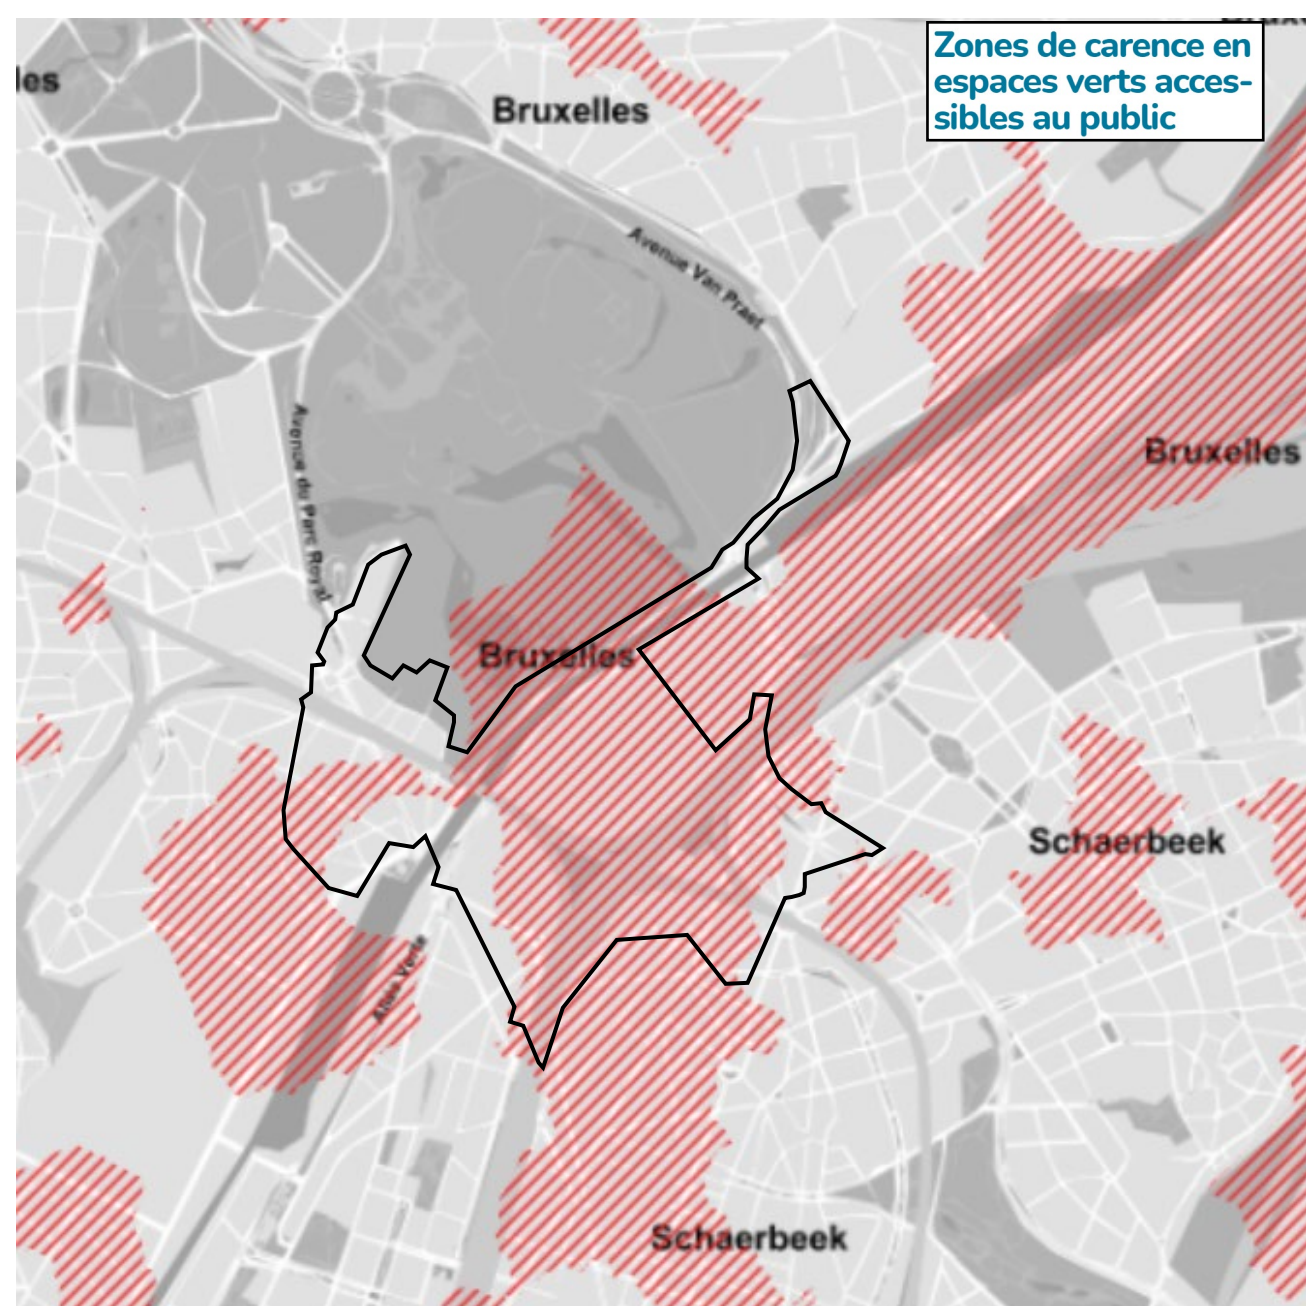 Zones de carence en
espaces verts acces-
sibles au public
les
Bruxelles
Avenue Van Praet
Bruxelles
Avenue du Parc Royal
Bruxelles
Schaerbeek
Allée Verte
Schaerbeek